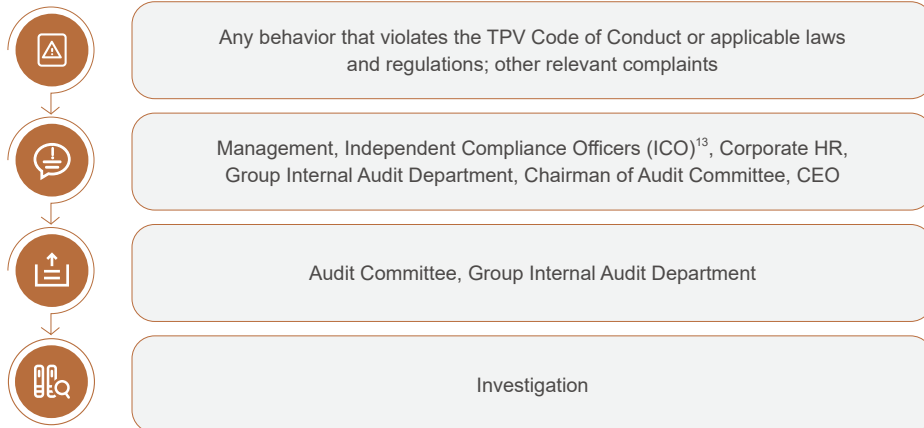 Any behavior that violates the TPV Code of Conduct or applicable laws
and regulations; other relevant complaints
Management, Independent Compliance Officers (ICO)¹³, Corporate HR,
Group Internal Audit Department, Chairman of Audit Committee, CEO
Audit Committee, Group Internal Audit Department
Investigation